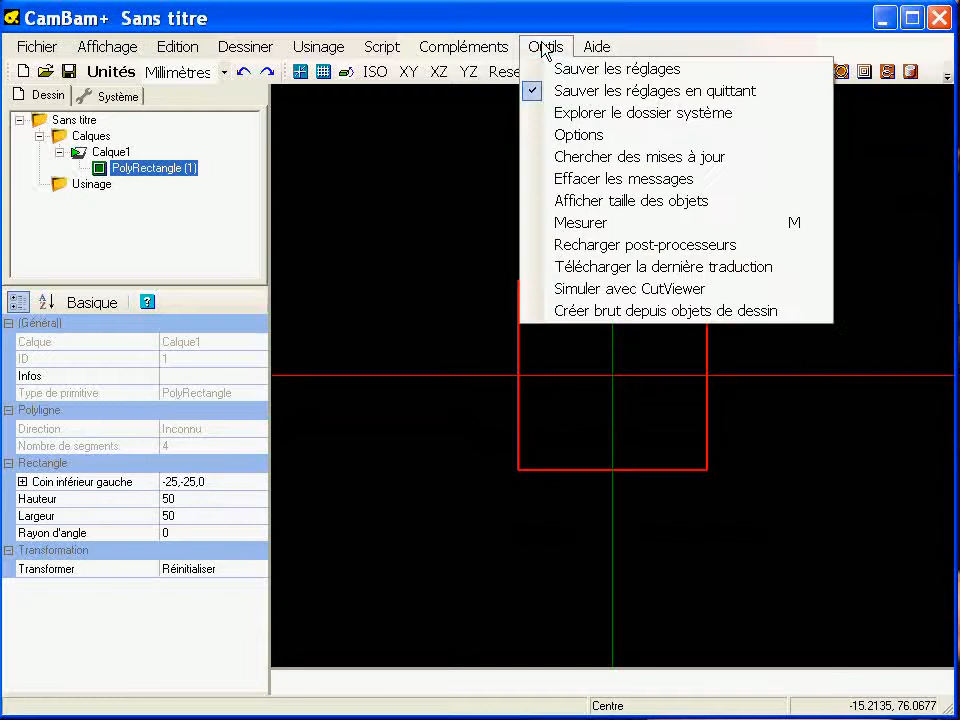 CamBam+ Sans titre
Fichier Affichage Edition Dessiner Usinage Script Compléments Outils Aide
Unités Millimètres ISO XY XZ YZ Rese
Dessin Système
Sans titre
Calques
Calque1
PolyRectangle (1)
Usinage
Sauver les réglages
Sauver les réglages en quittant
Explorer le dossier système
Options
Chercher des mises à jour
Effacer les messages
Afficher taille des objets
Mesurer M
Recharger post-processeurs
Télécharger la dernière traduction
Simuler avec CutViewer
Créer brut depuis objets de dessin
Basique
(Général)
Calque Calque1
ID 1
Infos
Type de primitive PolyRectangle
Polyligne
Direction Inconnu
Nombre de segments 4
Rectangle
Coin inférieur gauche -25,-25,0
Hauteur 50
Largeur 50
Rayon d'angle 0
Transformation
Transformer Réinitialiser
Centre -15.2135, 76.0677